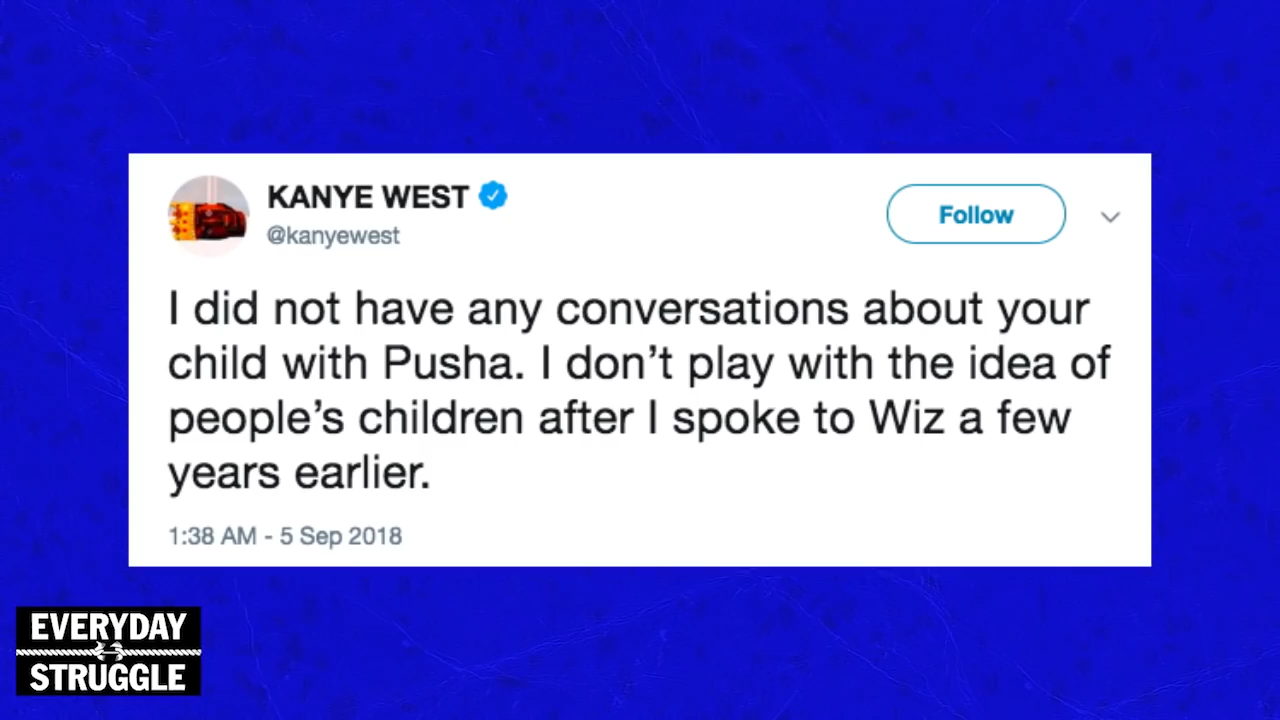 KANYE WEST
@kanyewest
Follow
I did not have any conversations about your
child with Pusha. I don’t play with the idea of
people’s children after I spoke to Wiz a few
years earlier.
1:38 AM - 5 Sep 2018
EVERYDAY
STRUGGLE